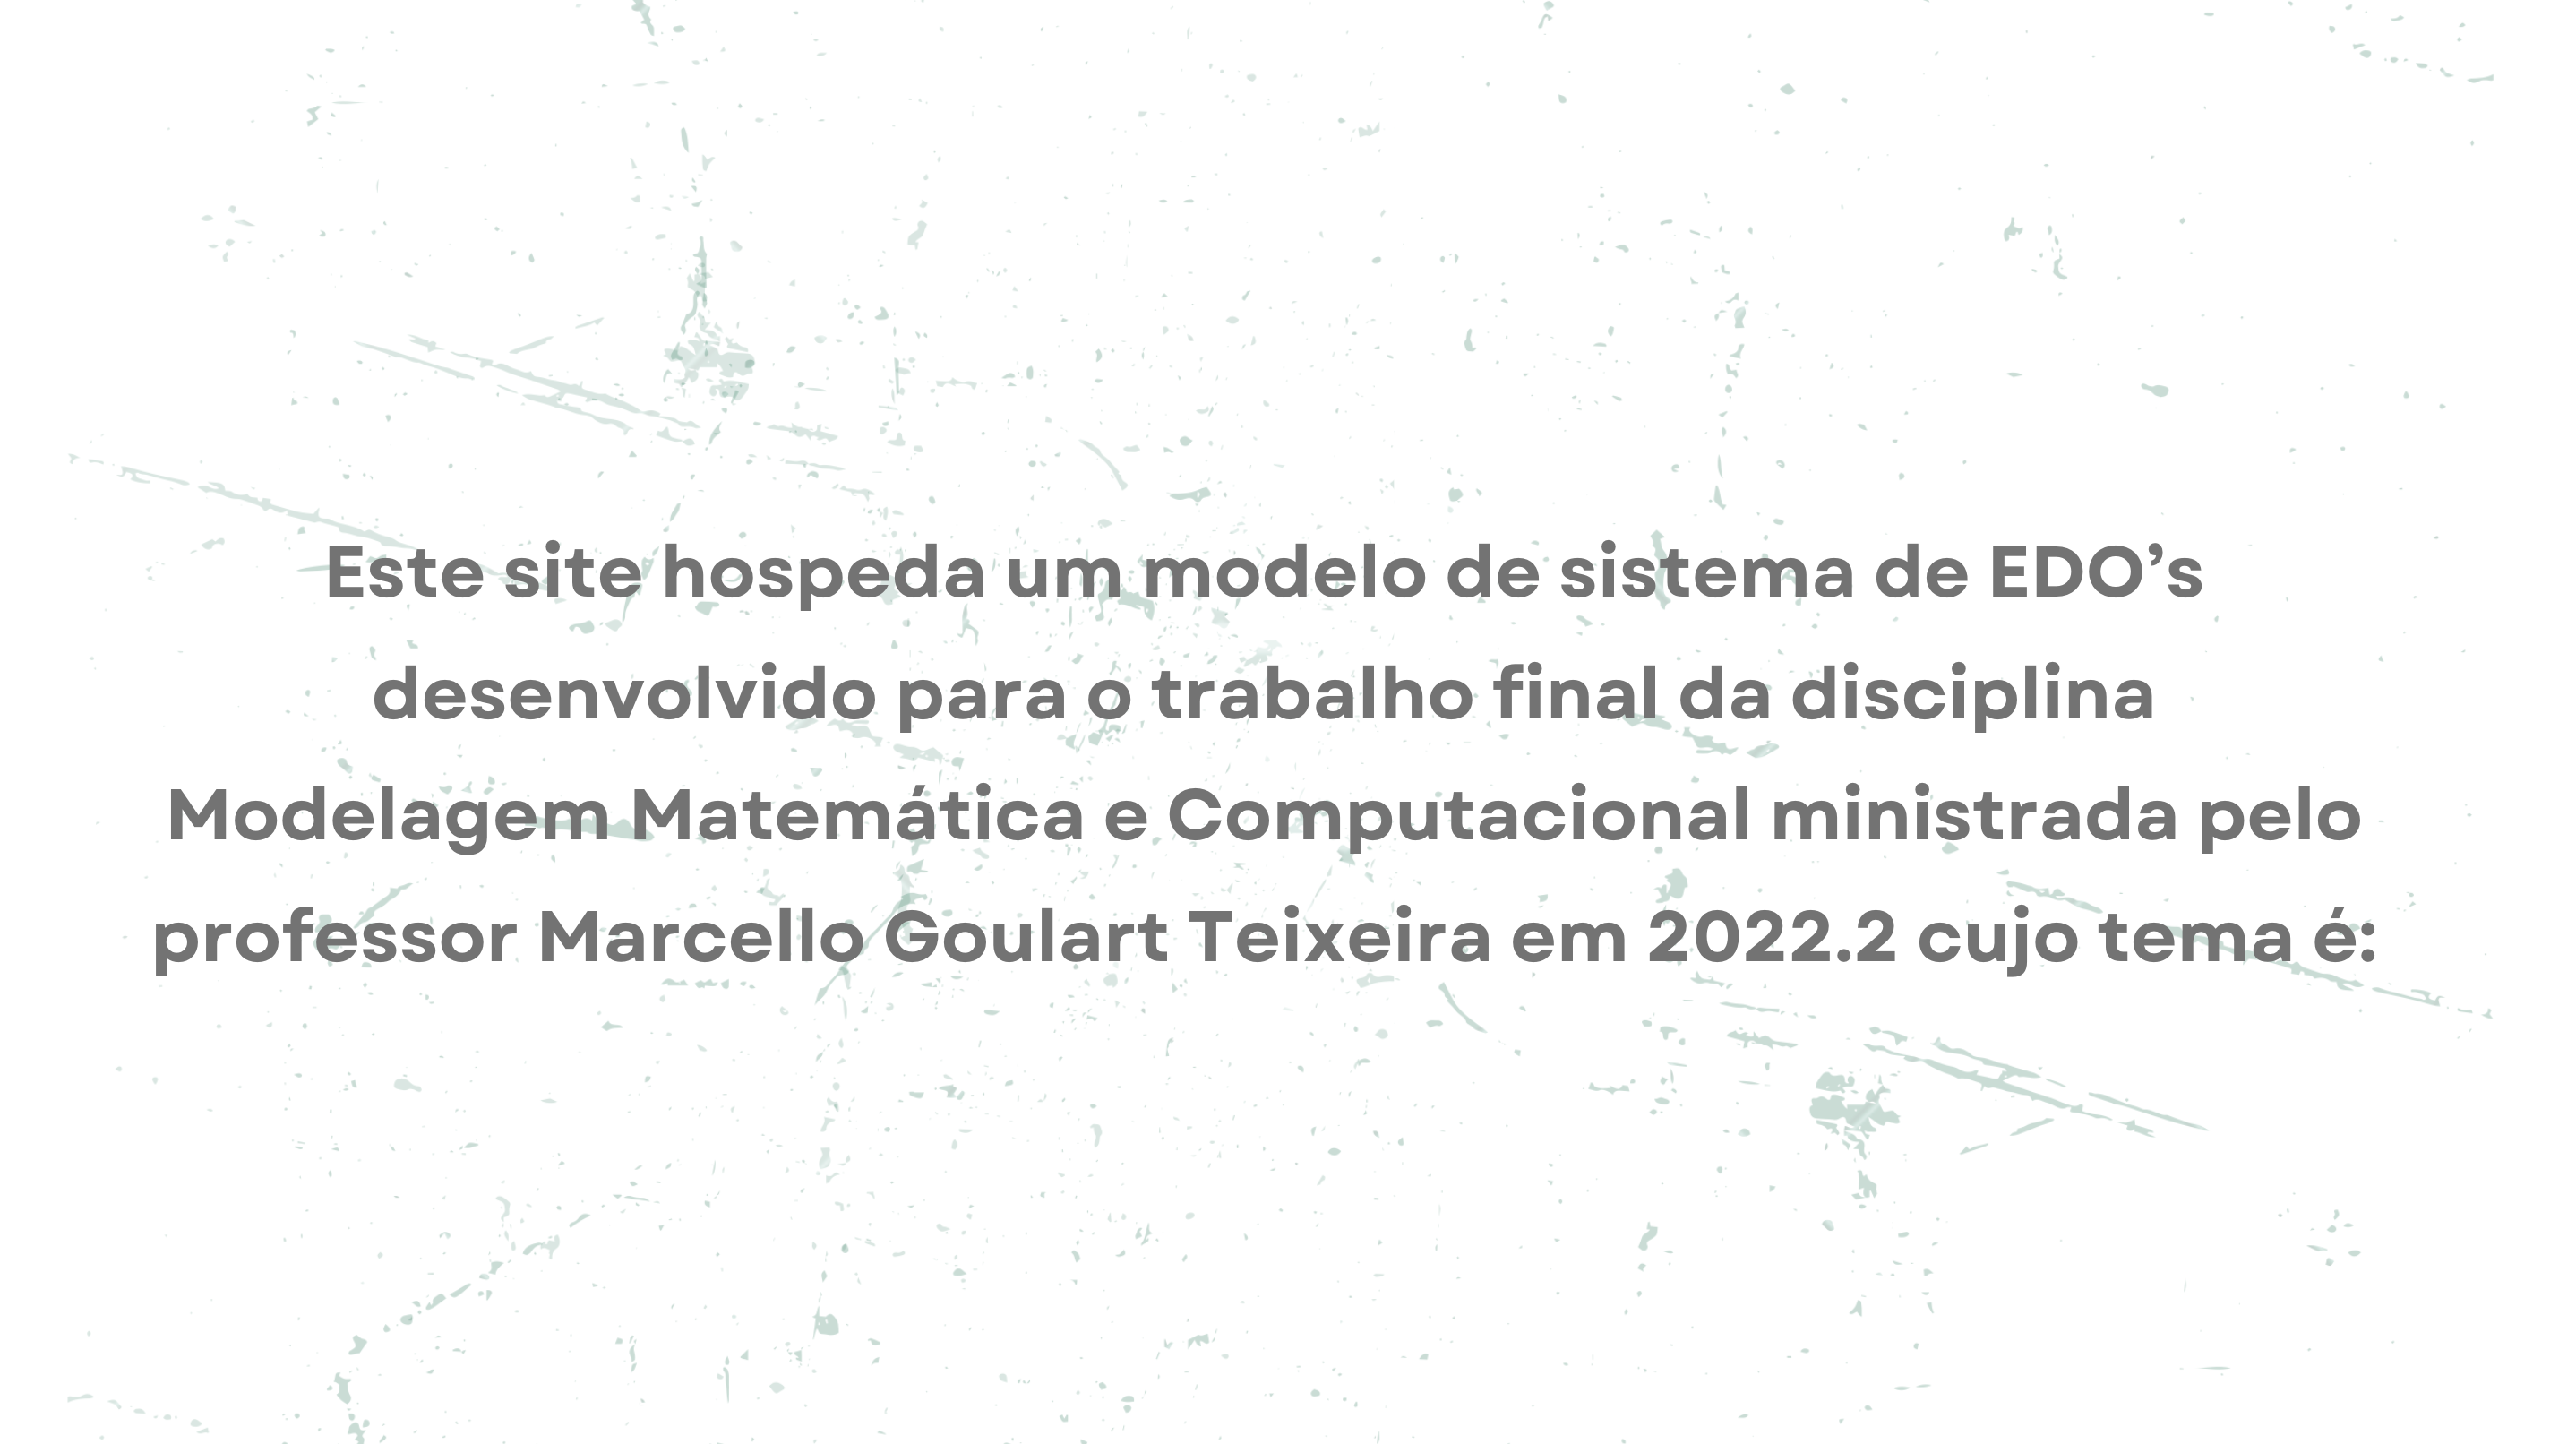 Este site hospeda um modelo de sistema de EDO’s
desenvolvido para o trabalho final da disciplina
Modelagem Matemática e Computacional ministrada pelo
professor Marcello Goulart Teixeira em 2022.2 cujo tema é: